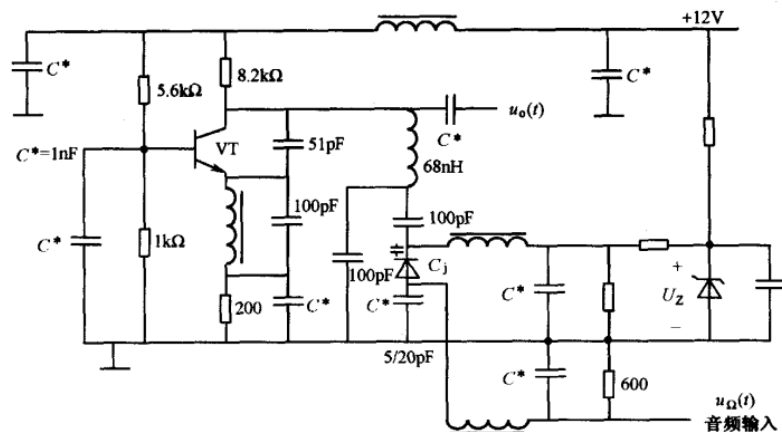 +12V
C*
5.6kΩ
8.2kΩ
C*
C*
u₀(t)
C*=1nF
VT
51pF
68nH
C*
1kΩ
100pF
100pF
100pF
Cⱼ
200
C*
C*
C*
+
U_Z
−
5/20pF
C*
600
u_Ω(t)
音频输入